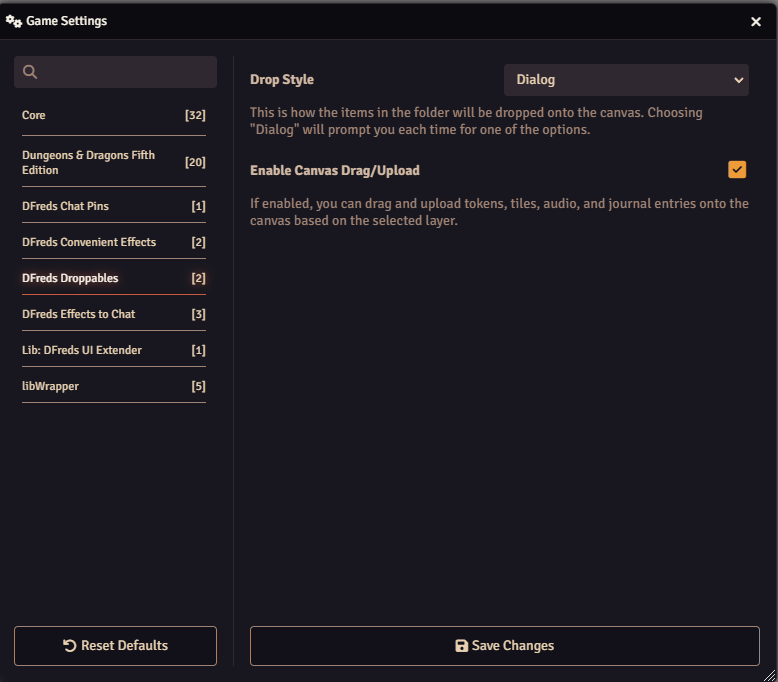 Game Settings
Core [32]
Dungeons & Dragons Fifth
Edition [20]
DFreds Chat Pins [1]
DFreds Convenient Effects [2]
DFreds Droppables [2]
DFreds Effects to Chat [3]
Lib: DFreds UI Extender [1]
libWrapper [5]
Reset Defaults
Drop Style Dialog
This is how the items in the folder will be dropped onto the canvas. Choosing
"Dialog" will prompt you each time for one of the options.
Enable Canvas Drag/Upload
If enabled, you can drag and upload tokens, tiles, audio, and journal entries onto the
canvas based on the selected layer.
Save Changes